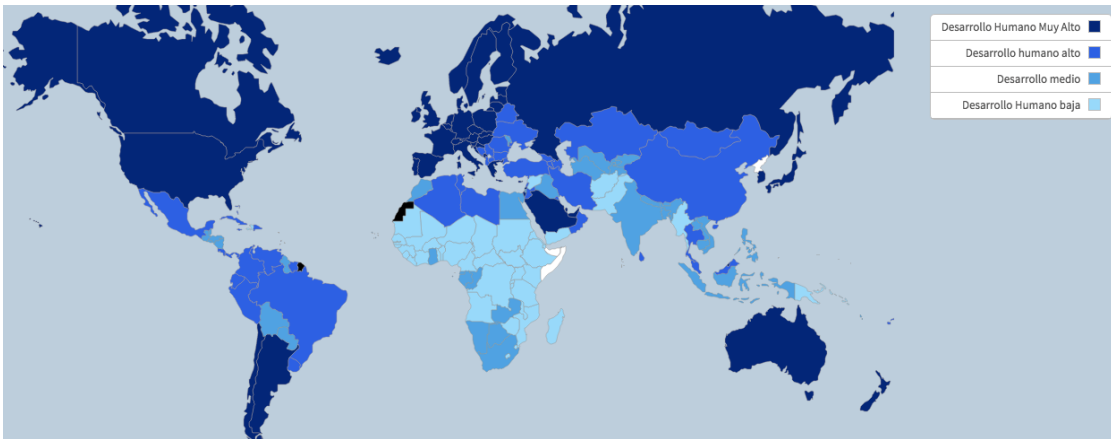 Desarrollo Humano Muy Alto
Desarrollo humano alto
Desarrollo medio
Desarrollo Humano baja